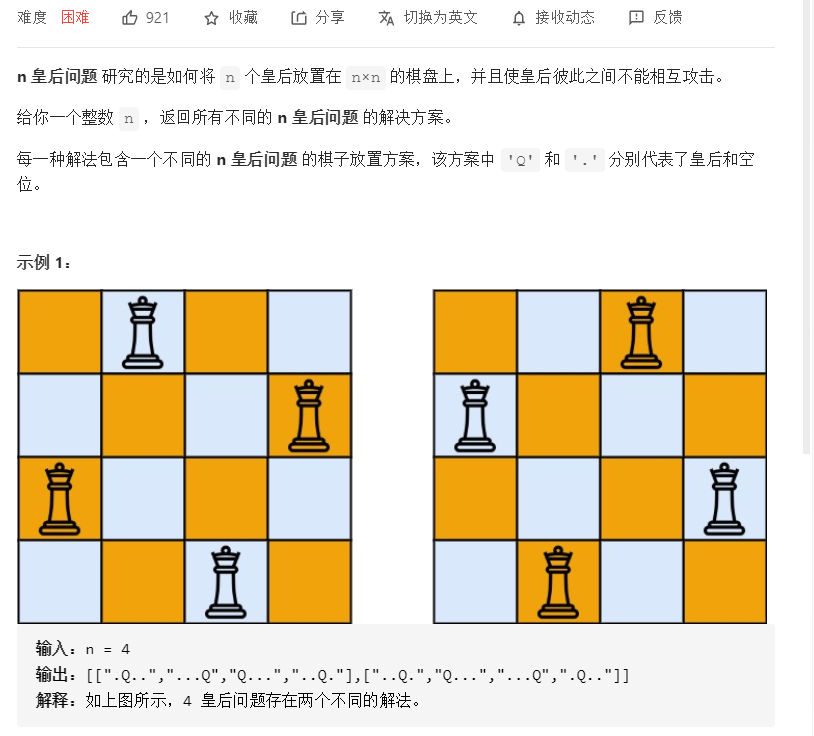 难度 困难 921 收藏 分享 切换为英文 接收动态 反馈
n 皇后问题 研究的是如何将 n 个皇后放置在 n×n 的棋盘上，并且使皇后彼此之间不能相互攻击。
给你一个整数 n ，返回所有不同的 n 皇后问题 的解决方案。
每一种解法包含一个不同的 n 皇后问题 的棋子放置方案，该方案中 'Q' 和 '.' 分别代表了皇后和空
位。
示例 1：
输入：n = 4
输出：[[".Q..","...Q","Q...","..Q."],["..Q.","Q...","...Q",".Q.."]]
解释：如上图所示，4 皇后问题存在两个不同的解法。